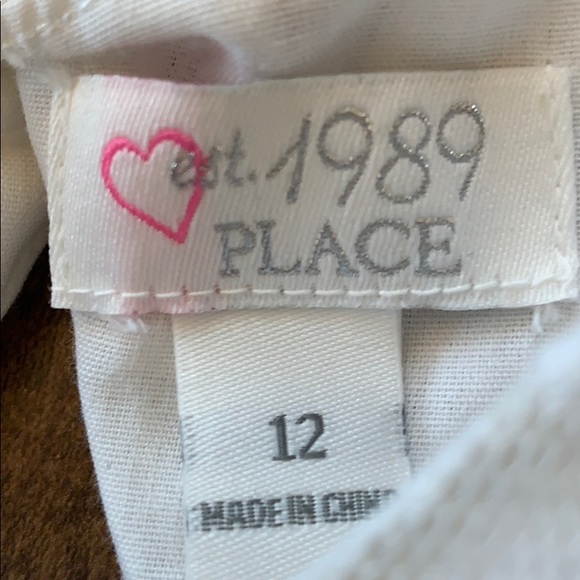 est. 1989
PLACE
12
MADE IN CHINA